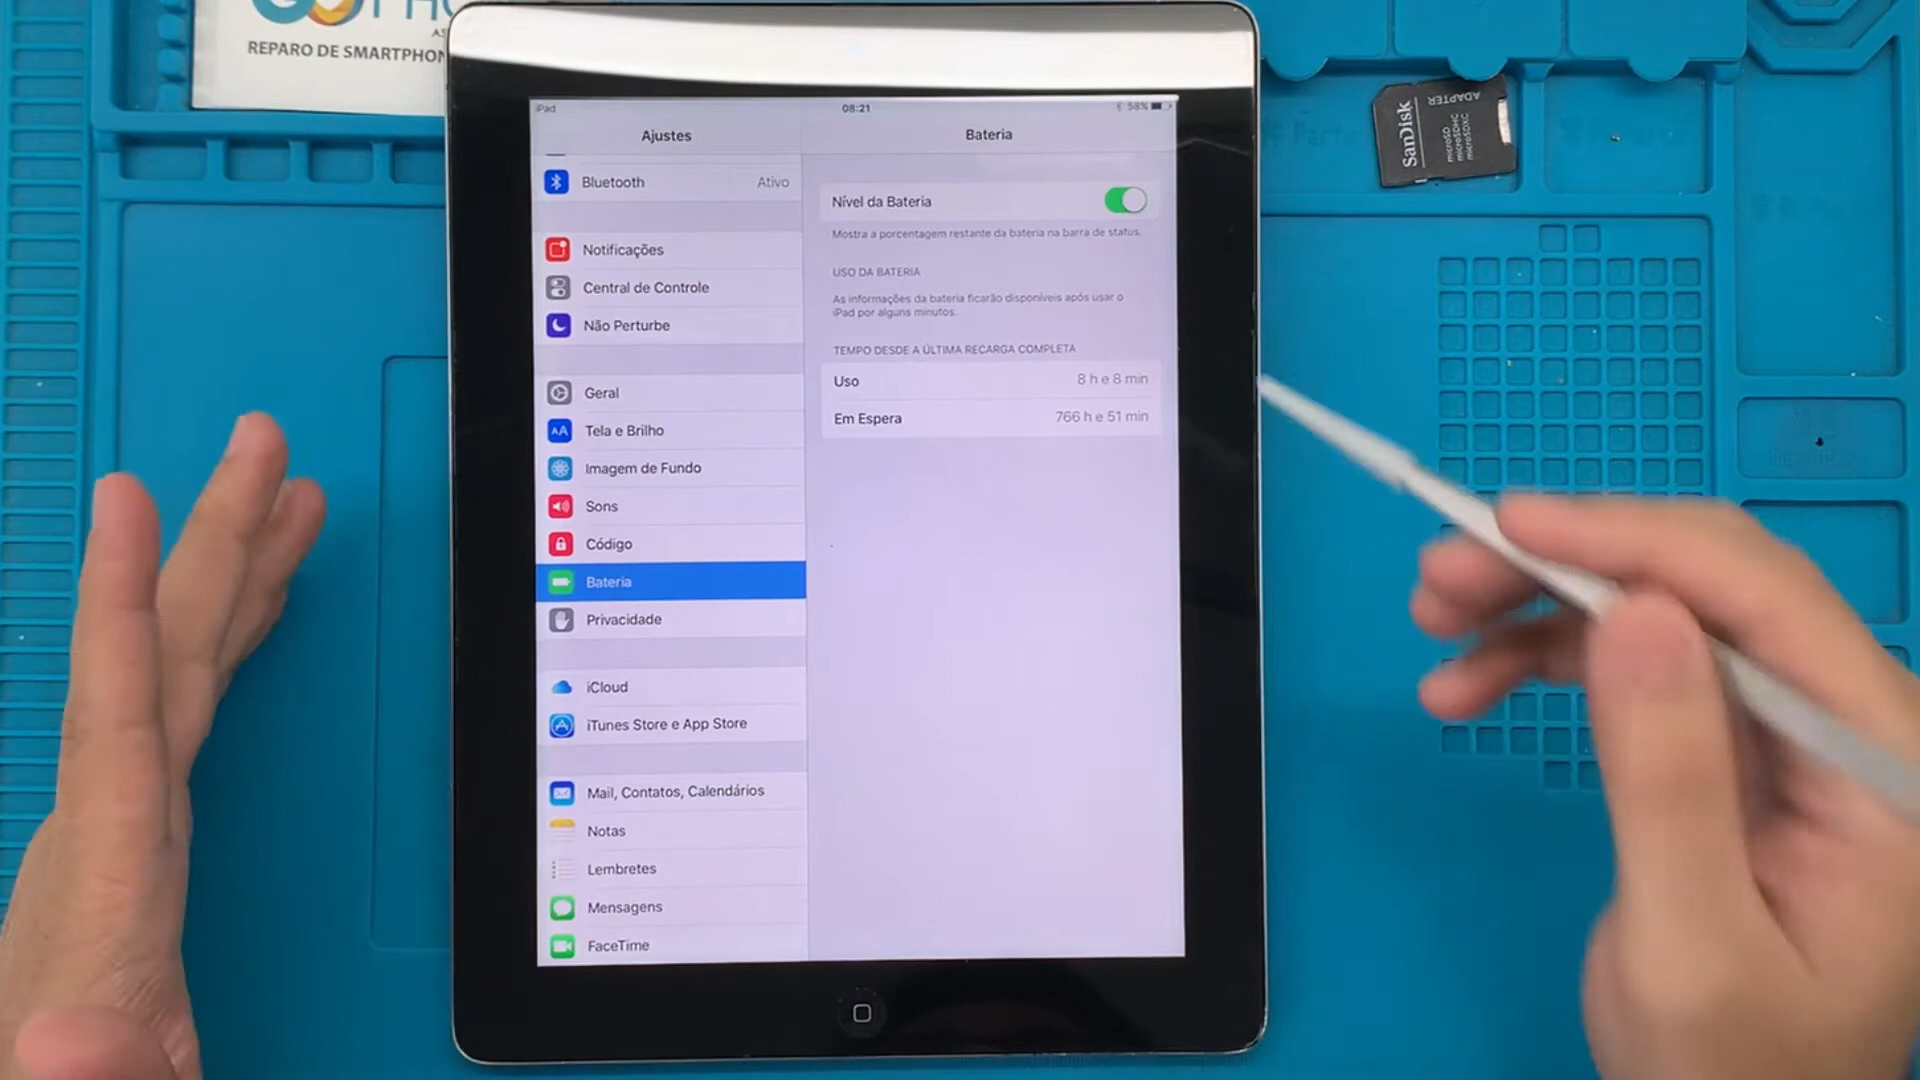 REPARO DE SMARTPHON
iPad
08:21
58%
Ajustes
Bateria
Bluetooth
Ativo
Notificações
Central de Controle
Não Perturbe
Geral
Tela e Brilho
Imagem de Fundo
Sons
Código
Bateria
Privacidade
iCloud
iTunes Store e App Store
Mail, Contatos, Calendários
Notas
Lembretes
Mensagens
FaceTime
Nível da Bateria
Mostra a porcentagem restante da bateria na barra de status.
USO DA BATERIA
As informações da bateria ficarão disponíveis após usar o
iPad por alguns minutos.
TEMPO DESDE A ÚLTIMA RECARGA COMPLETA
Uso
8 h e 8 min
Em Espera
766 h e 51 min
SanDisk
ADAPTER
microSD
microSDHC
microSDXC